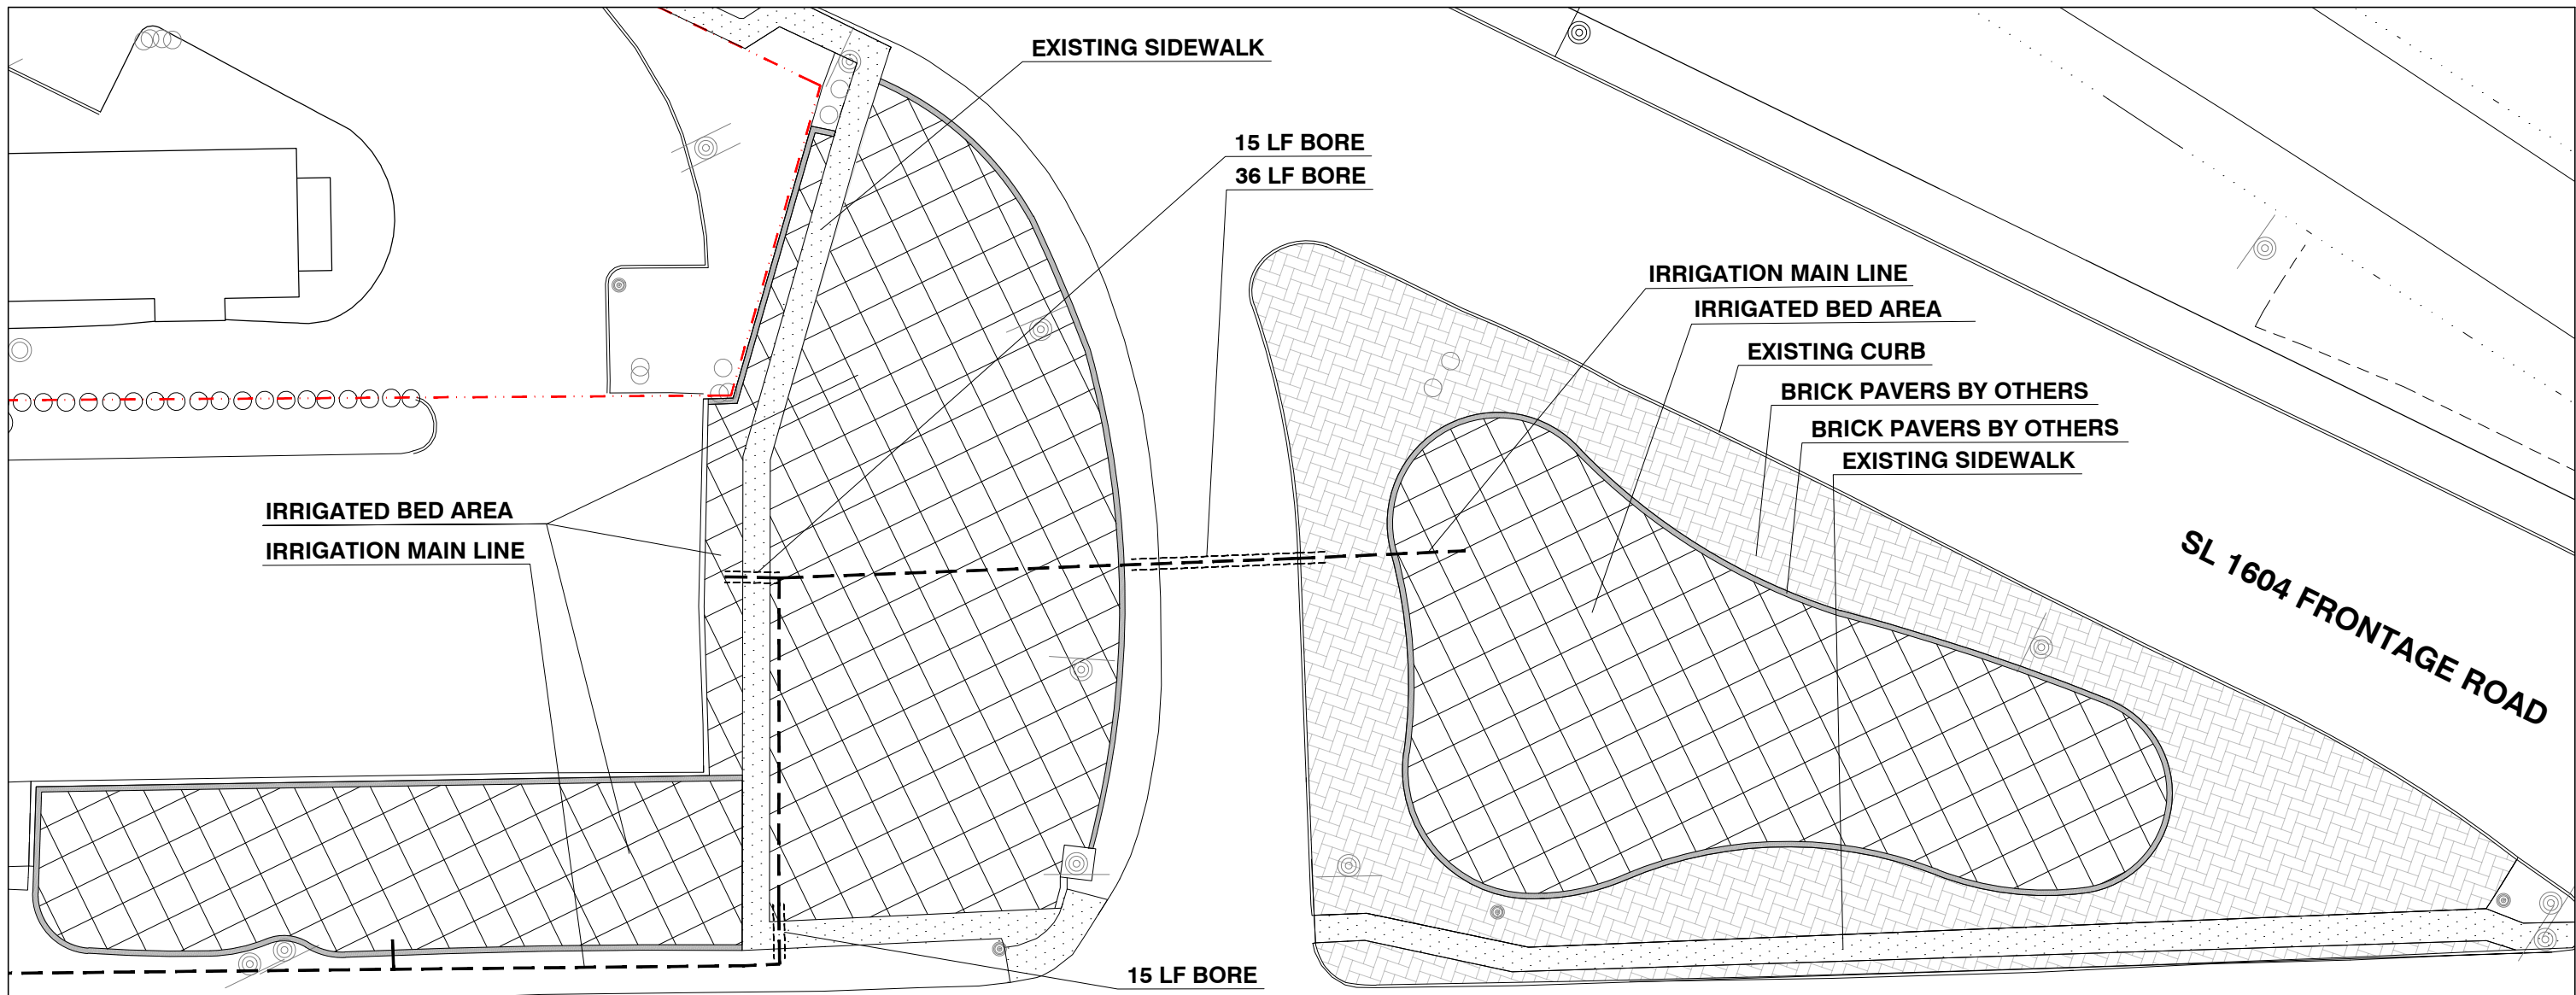 EXISTING SIDEWALK
15 LF BORE
36 LF BORE
IRRIGATION MAIN LINE
IRRIGATED BED AREA
EXISTING CURB
BRICK PAVERS BY OTHERS
BRICK PAVERS BY OTHERS
EXISTING SIDEWALK
IRRIGATED BED AREA
IRRIGATION MAIN LINE
SL 1604 FRONTAGE ROAD
15 LF BORE